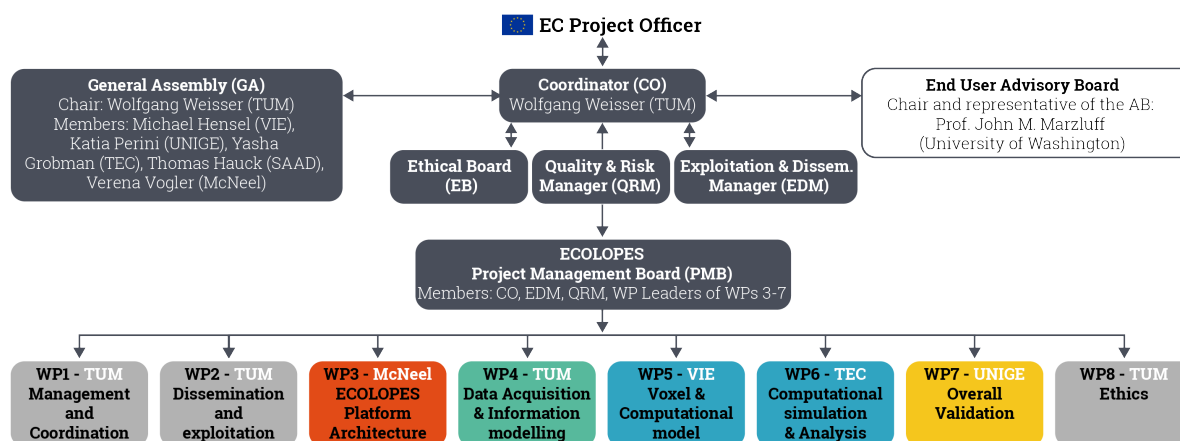 EC Project Officer
General Assembly (GA)
Chair: Wolfgang Weisser (TUM)
Members: Michael Hensel (VIE),
Katia Perini (UNIGE), Yasha
Grobman (TEC), Thomas Hauck (SAAD),
Verena Vogler (McNeel)
Coordinator (CO)
Wolfgang Weisser (TUM)
End User Advisory Board
Chair and representative of the AB:
Prof. John M. Marzluff
(University of Washington)
Ethical Board
(EB)
Quality & Risk
Manager (QRM)
Exploitation & Dissem.
Manager (EDM)
ECOLOPES
Project Management Board (PMB)
Members: CO, EDM, QRM, WP Leaders of WPs 3-7
WP1 - TUM
Management
and
Coordination
WP2 - TUM
Dissemination
and
exploitation
WP3 - McNeel
ECOLOPES
Platform
Architecture
WP4 - TUM
Data Acquisition
& Information
modelling
WP5 - VIE
Voxel &
Computational
model
WP6 - TEC
Computational
simulation
& Analysis
WP7 - UNIGE
Overall
Validation
WP8 - TUM
Ethics